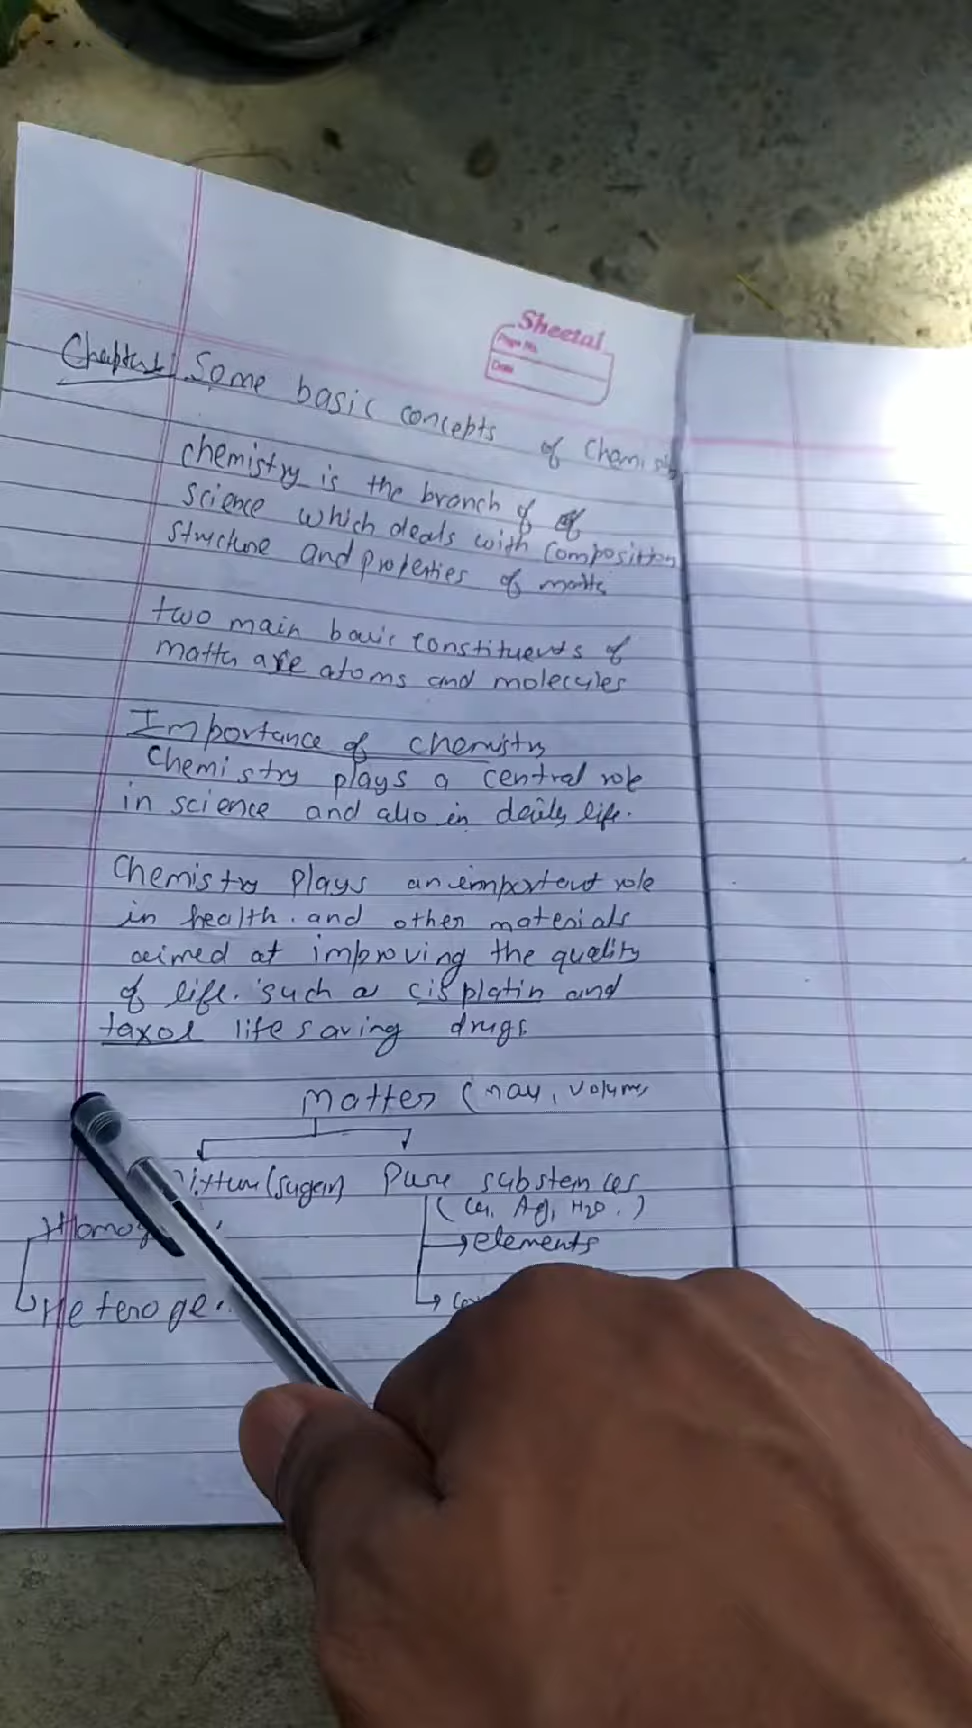 Sheetal
Page No.
Date
Chapter 1 Some basic concepts of Chemistry
chemistry is the branch of of
science which deals with composition
structure and properties of matte
two main basic constituents of
matter are atoms and molecules
Importance of chemistry
Chemistry plays a central role
in science and also in daily life.
Chemistry plays an important role
in health and other materials
aimed at improving the quality
of life. such as cisplatin and
taxol life saving drugs
Matter (mass, volume
ixture (sugar) Pure substances
(Cu, Ag, H2O.)
Homog
→ elements
Heteroge